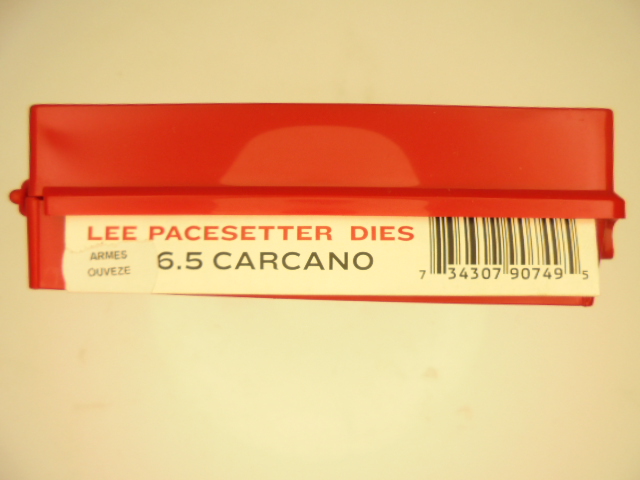 LEE PACESETTER DIES
ARMES
OUVEZE
6.5 CARCANO
7 34307 90749 5